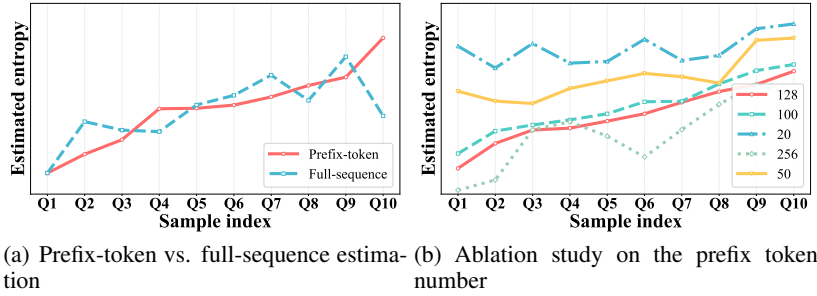 Estimated entropy
Prefix-token
Full-sequence
Q1 Q2 Q3 Q4 Q5 Q6 Q7 Q8 Q9 Q10
Sample index
(a) Prefix-token vs. full-sequence estima-
tion
Estimated entropy
128
100
20
256
50
Q1 Q2 Q3 Q4 Q5 Q6 Q7 Q8 Q9 Q10
Sample index
(b) Ablation study on the prefix token
number